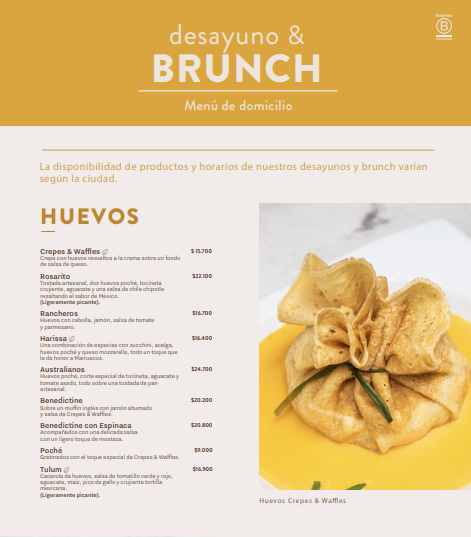 Empresa
B
desayuno &
BRUNCH
Menú de domicilio
La disponibilidad de productos y horarios de nuestros desayunos y brunch varían
según la ciudad.
HUEVOS
Crepes & Waffles $ 15.700
Crepe con huevos revueltos a la crema sobre un fondo
de salsa de queso.
Rosarito $22.100
Tostada artesanal, dos huevos poché, tocineta
crujiente, aguacate y una salsa de chile chipotle
resaltando el sabor de México.
(Ligeramente picante).
Rancheros $16.700
Huevos con cebolla, jamón, salsa de tomate
y parmesano.
Harissa $16.400
Una combinación de especias con zucchini, acelga,
huevos poché y queso mozzarella, todo un toque que
le da honor a Marruecos.
Australianos $24.700
Huevos poché, corte especial de tocineta, aguacate y
tomate asado, todo sobre una tostada de pan
artesanal.
Benedictine $20.200
Sobre un muffin inglés con jamón ahumado
y salsa de Crepes & Waffles.
Benedictine con Espinaca $20.800
Acompañados con una delicada salsa
con un ligero toque de mostaza.
Poché $9.000
Gratinados con el toque especial de Crepes & Waffles.
Tulum $16.900
Cacerola de huevos, salsa de tomatillo verde y rojo,
aguacate, maíz, pico de gallo y crujiente tortilla
mexicana.
(Ligeramente picante).
Huevos Crepes & Waffles